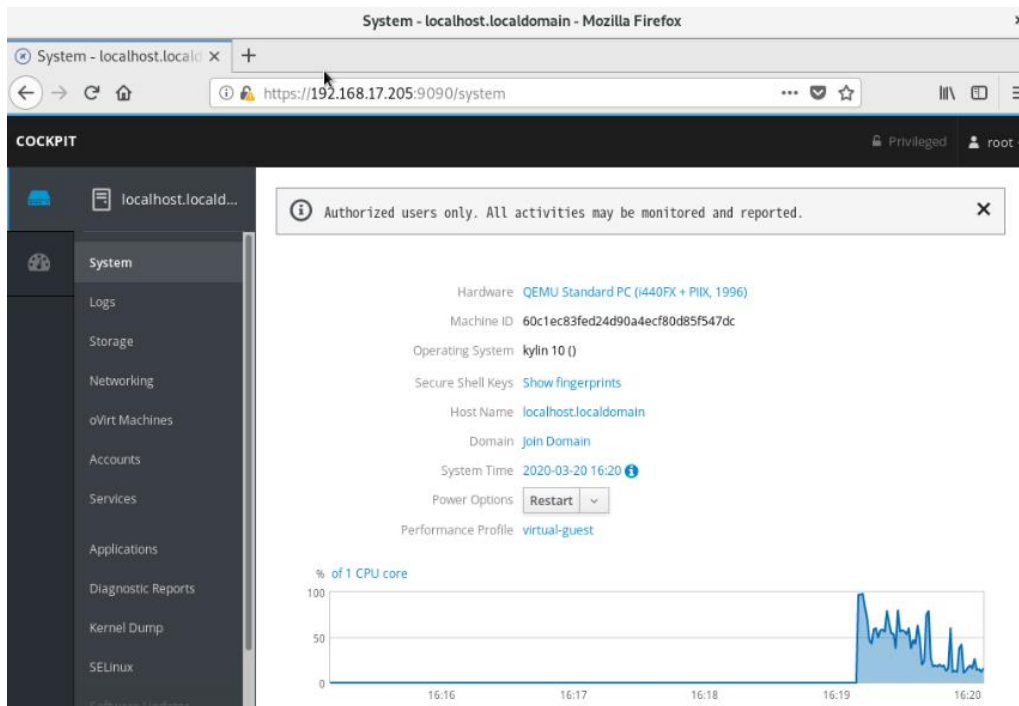 System - localhost.localdomain - Mozilla Firefox
System - localhost.locald
https://192.168.17.205:9090/system
COCKPIT
Privileged
root
localhost.locald...
Authorized users only. All activities may be monitored and reported.
System
Logs
Storage
Networking
oVirt Machines
Accounts
Services
Applications
Diagnostic Reports
Kernel Dump
SELinux
Software Updates
Hardware QEMU Standard PC (i440FX + PIIX, 1996)
Machine ID 60c1ec83fed24d90a4ecf80d85f547dc
Operating System kylin 10 ()
Secure Shell Keys Show fingerprints
Host Name localhost.localdomain
Domain Join Domain
System Time 2020-03-20 16:20
Power Options Restart
Performance Profile virtual-guest
% of 1 CPU core
100
50
0
16:16 16:17 16:18 16:19 16:20